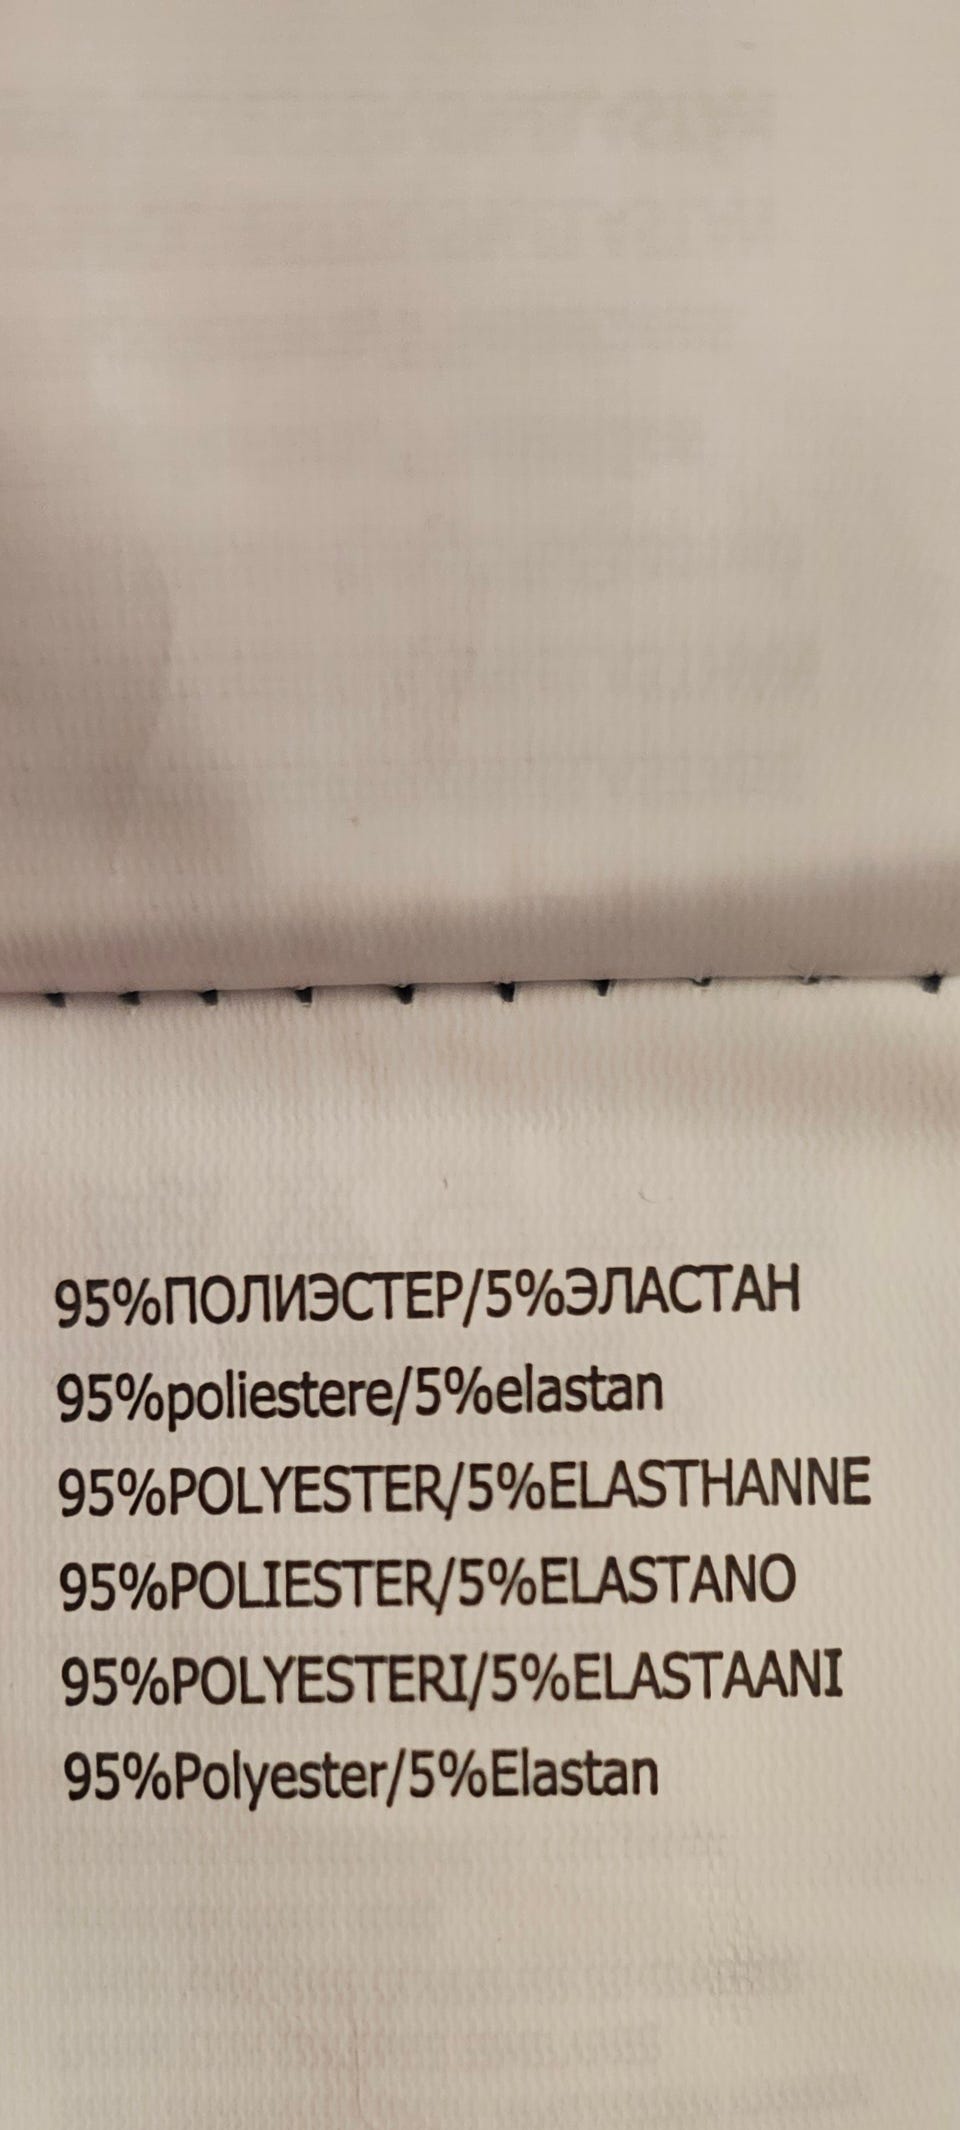 95%ПОЛИЭСТЕР/5%ЭЛАСТАН
95%poliestere/5%elastan
95%POLYESTER/5%ELASTHANNE
95%POLIESTER/5%ELASTANO
95%POLYESTERI/5%ELASTAANI
95%Polyester/5%Elastan